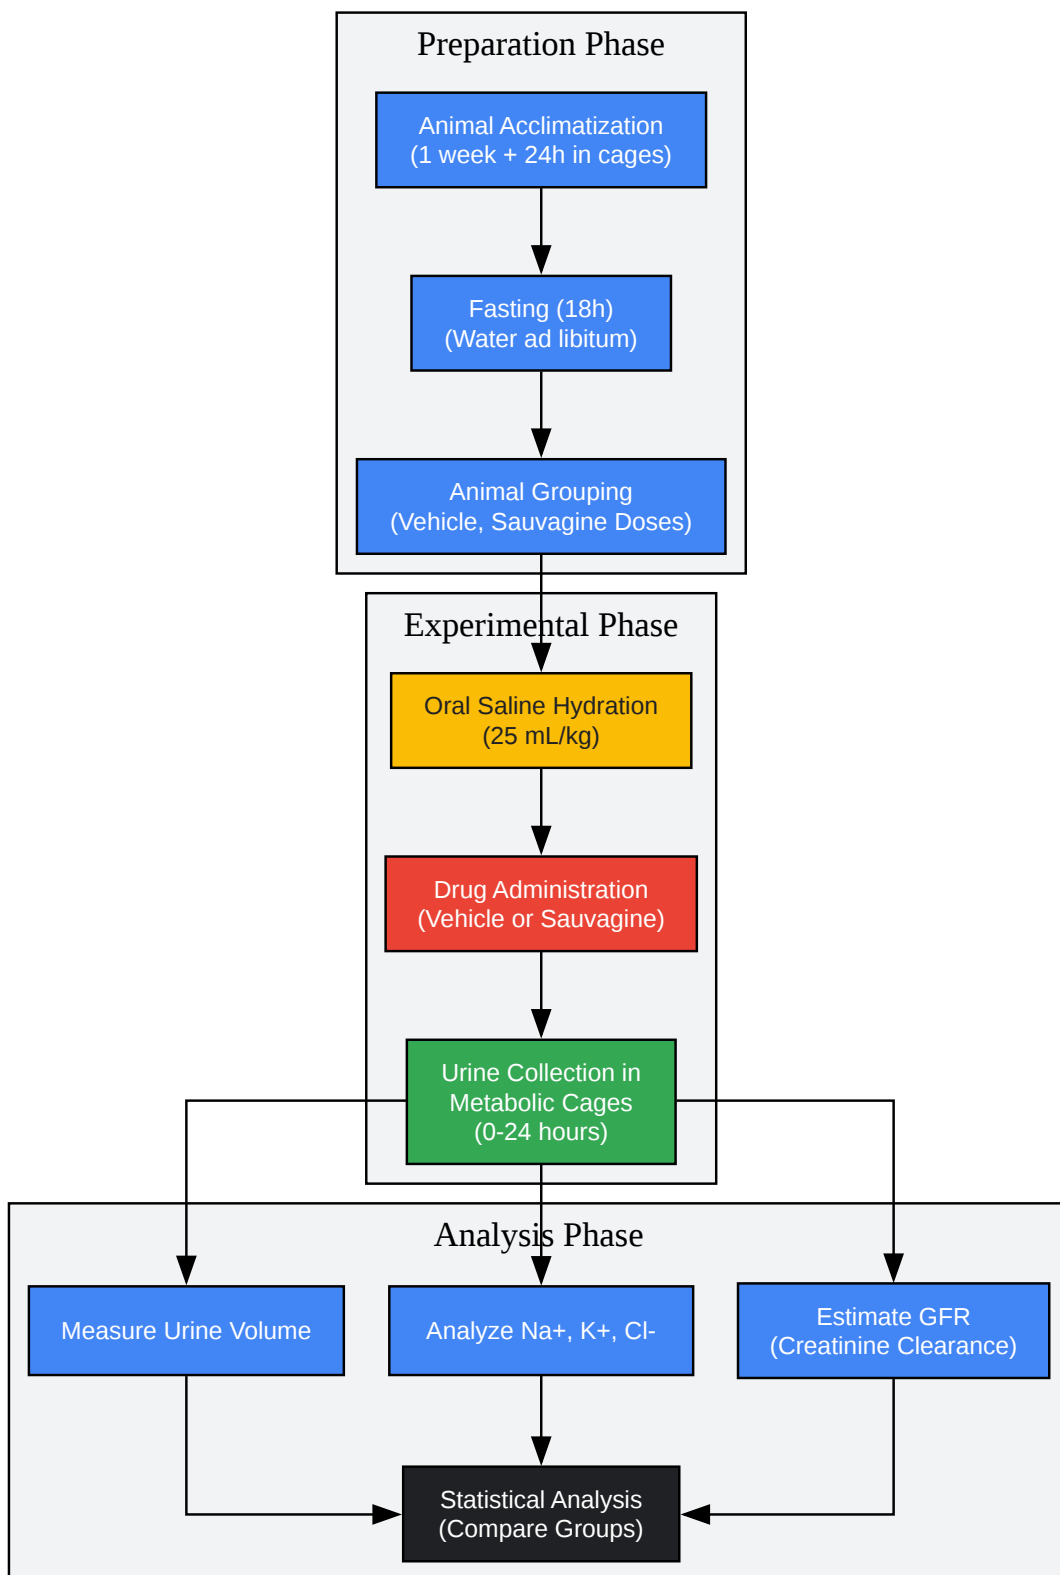 Preparation Phase
Animal Acclimatization
(1 week + 24h in cages)
Fasting (18h)
(Water ad libitum)
Animal Grouping
(Vehicle, Sauvagine Doses)
Experimental Phase
Oral Saline Hydration
(25 mL/kg)
Drug Administration
(Vehicle or Sauvagine)
Urine Collection in
Metabolic Cages
(0-24 hours)
Analysis Phase
Measure Urine Volume
Analyze Na+, K+, Cl-
Estimate GFR
(Creatinine Clearance)
Statistical Analysis
(Compare Groups)